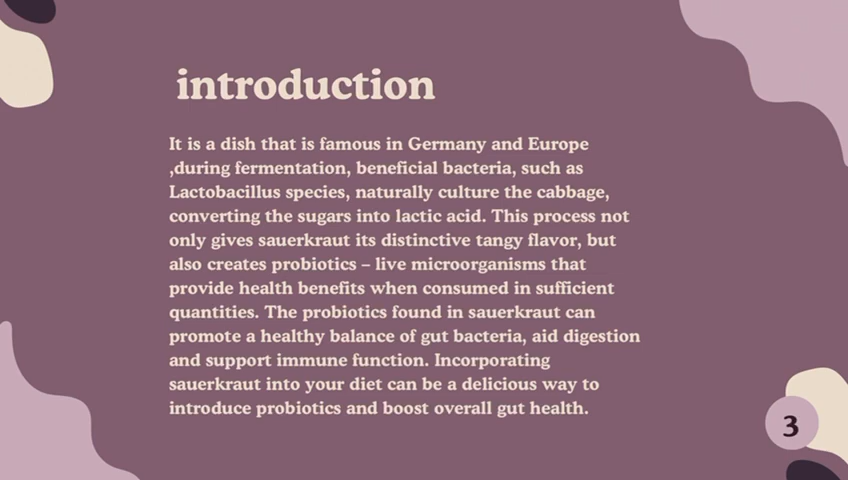 introduction
It is a dish that is famous in Germany and Europe
,during fermentation, beneficial bacteria, such as
Lactobacillus species, naturally culture the cabbage,
converting the sugars into lactic acid. This process not
only gives sauerkraut its distinctive tangy flavor, but
also creates probiotics – live microorganisms that
provide health benefits when consumed in sufficient
quantities. The probiotics found in sauerkraut can
promote a healthy balance of gut bacteria, aid digestion
and support immune function. Incorporating
sauerkraut into your diet can be a delicious way to
introduce probiotics and boost overall gut health.
3